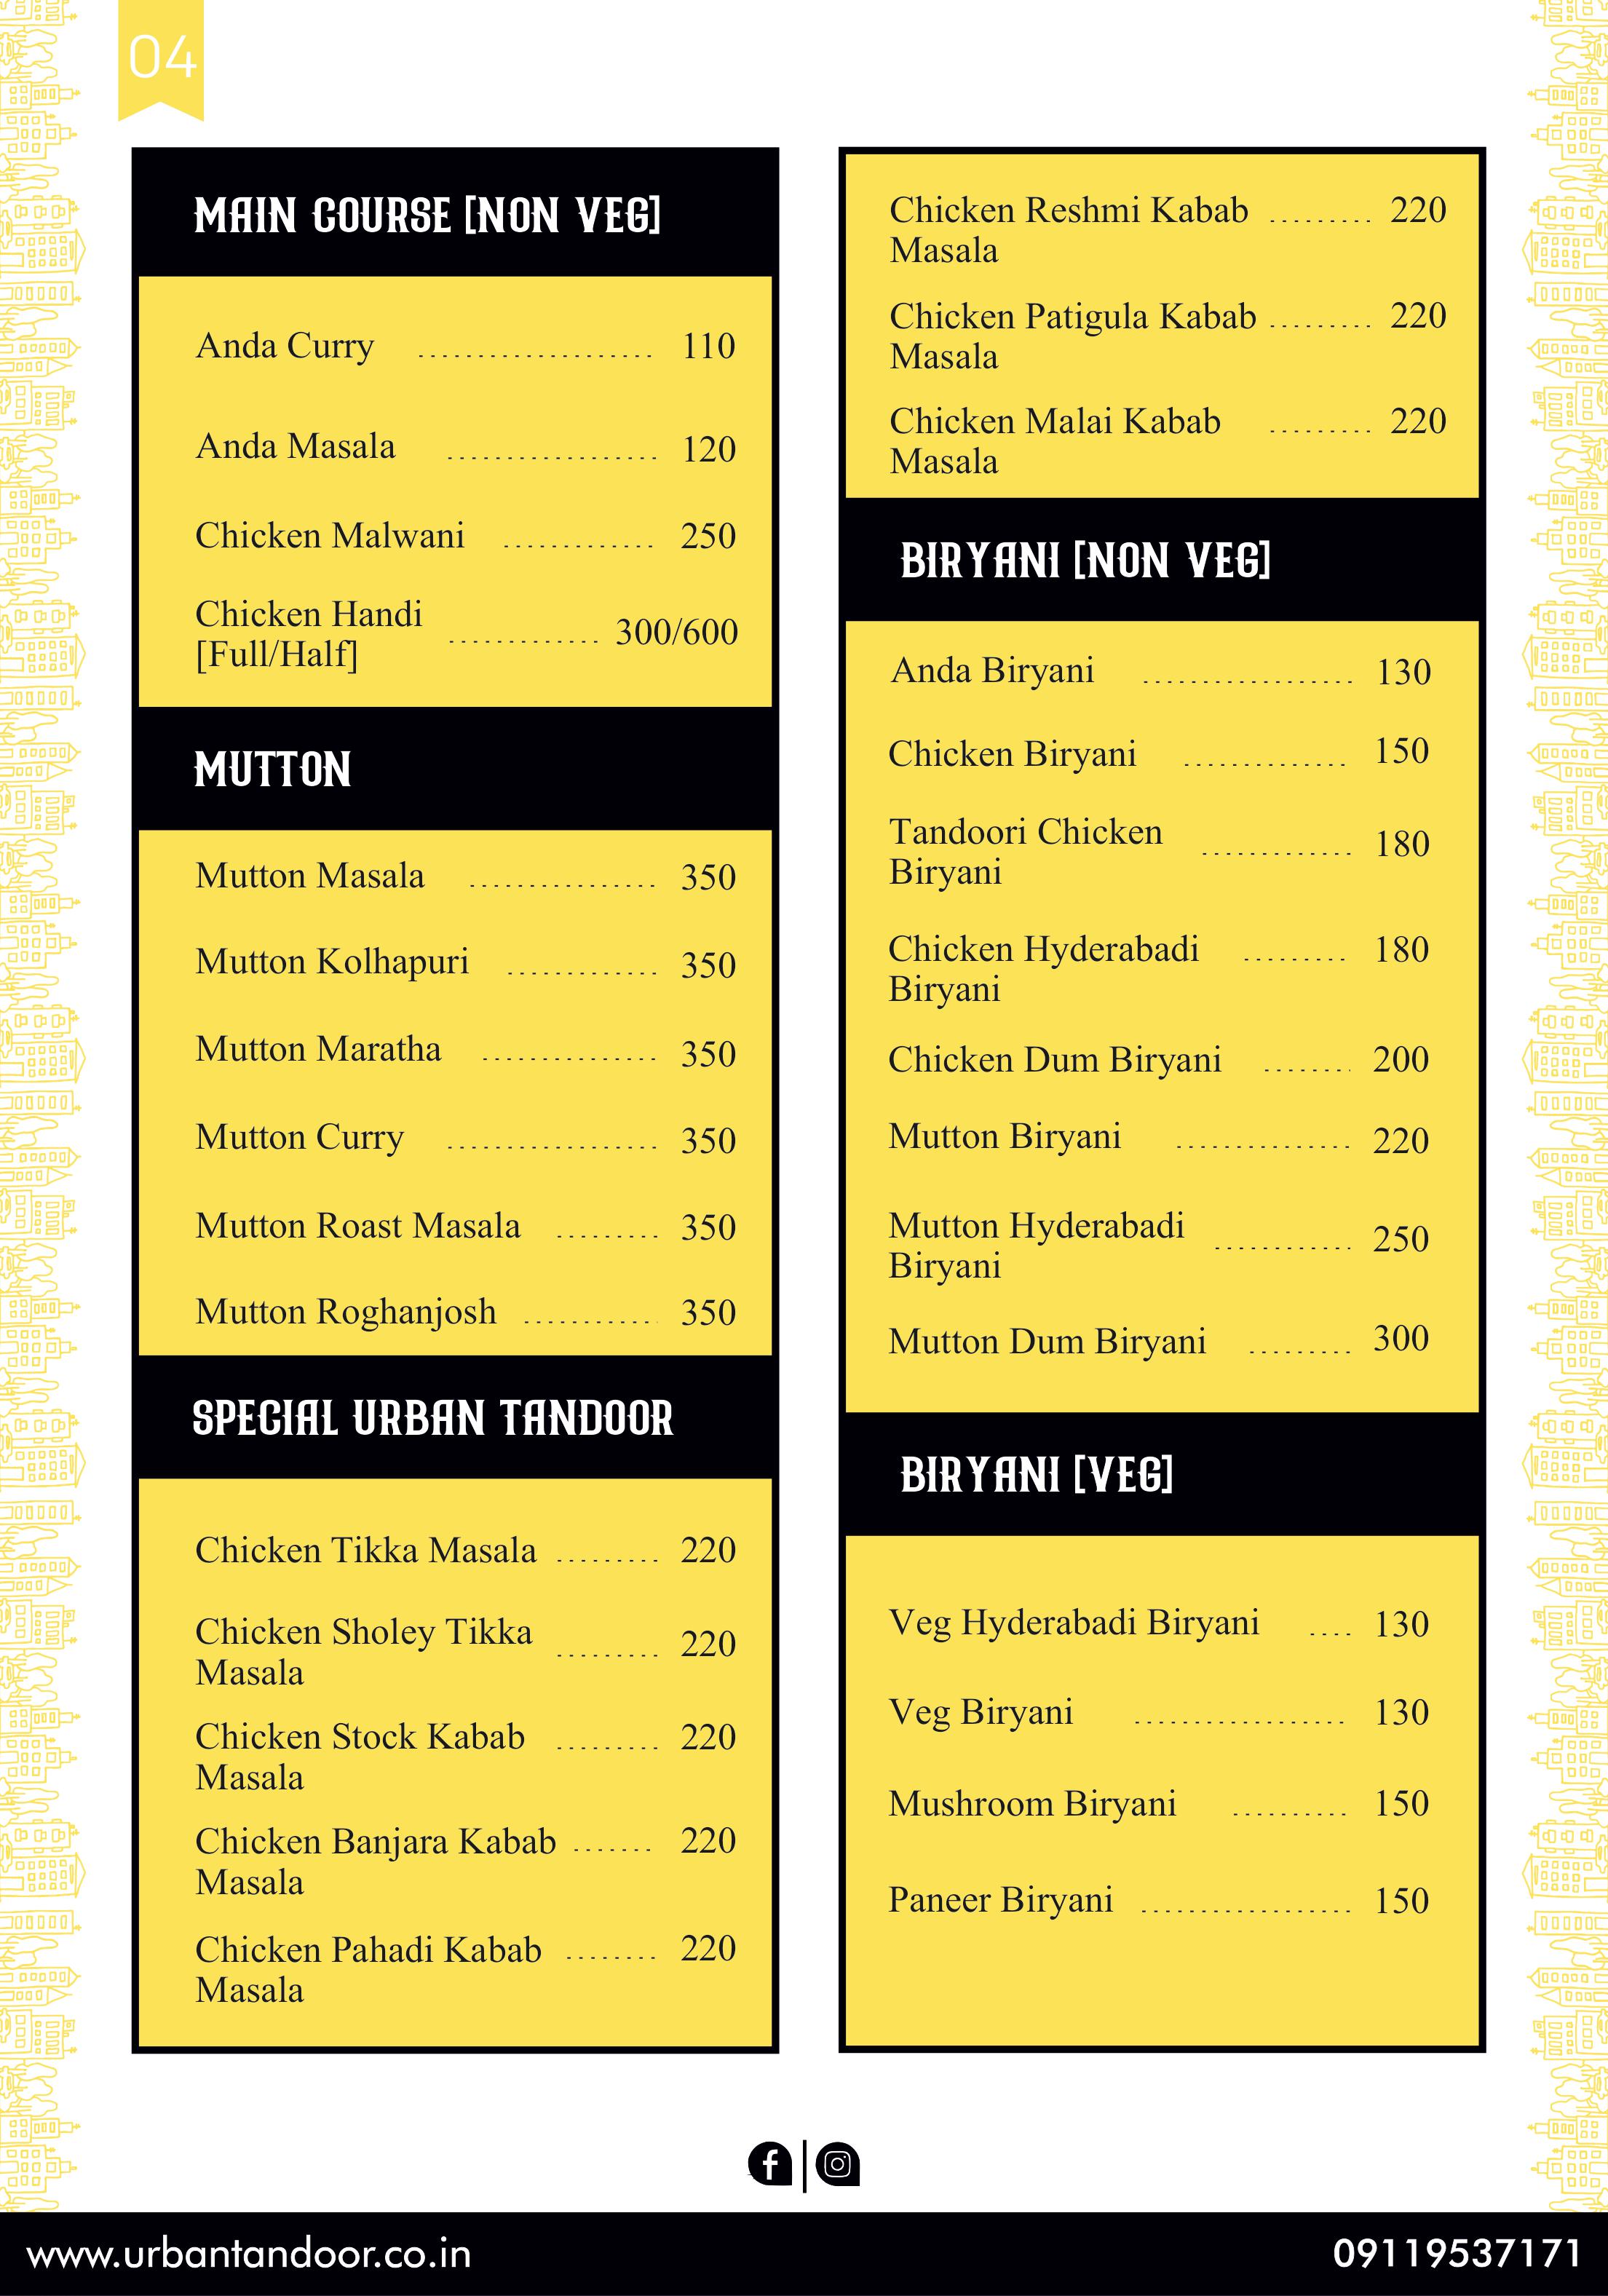 04
MAIN COURSE [NON VEG]
Anda Curry .................... 110
Anda Masala .................. 120
Chicken Malwani ............. 250
Chicken Handi ............. 300/600
[Full/Half]
MUTTON
Mutton Masala ................ 350
Mutton Kolhapuri ............. 350
Mutton Maratha ............... 350
Mutton Curry .................. 350
Mutton Roast Masala ......... 350
Mutton Roghanjosh ............ 350
SPECIAL URBAN TANDOOR
Chicken Tikka Masala ......... 220
Chicken Sholey Tikka ......... 220
Masala
Chicken Stock Kabab ......... 220
Masala
Chicken Banjara Kabab ....... 220
Masala
Chicken Pahadi Kabab ........ 220
Masala
Chicken Reshmi Kabab ......... 220
Masala
Chicken Patigula Kabab ......... 220
Masala
Chicken Malai Kabab ......... 220
Masala
BIRYANI [NON VEG]
Anda Biryani .................. 130
Chicken Biryani .............. 150
Tandoori Chicken ............. 180
Biryani
Chicken Hyderabadi ......... 180
Biryani
Chicken Dum Biryani ........ 200
Mutton Biryani ............... 220
Mutton Hyderabadi ............ 250
Biryani
Mutton Dum Biryani ......... 300
BIRYANI [VEG]
Veg Hyderabadi Biryani .... 130
Veg Biryani .................. 130
Mushroom Biryani .......... 150
Paneer Biryani .................. 150
www.urbantandoor.co.in
09119537171